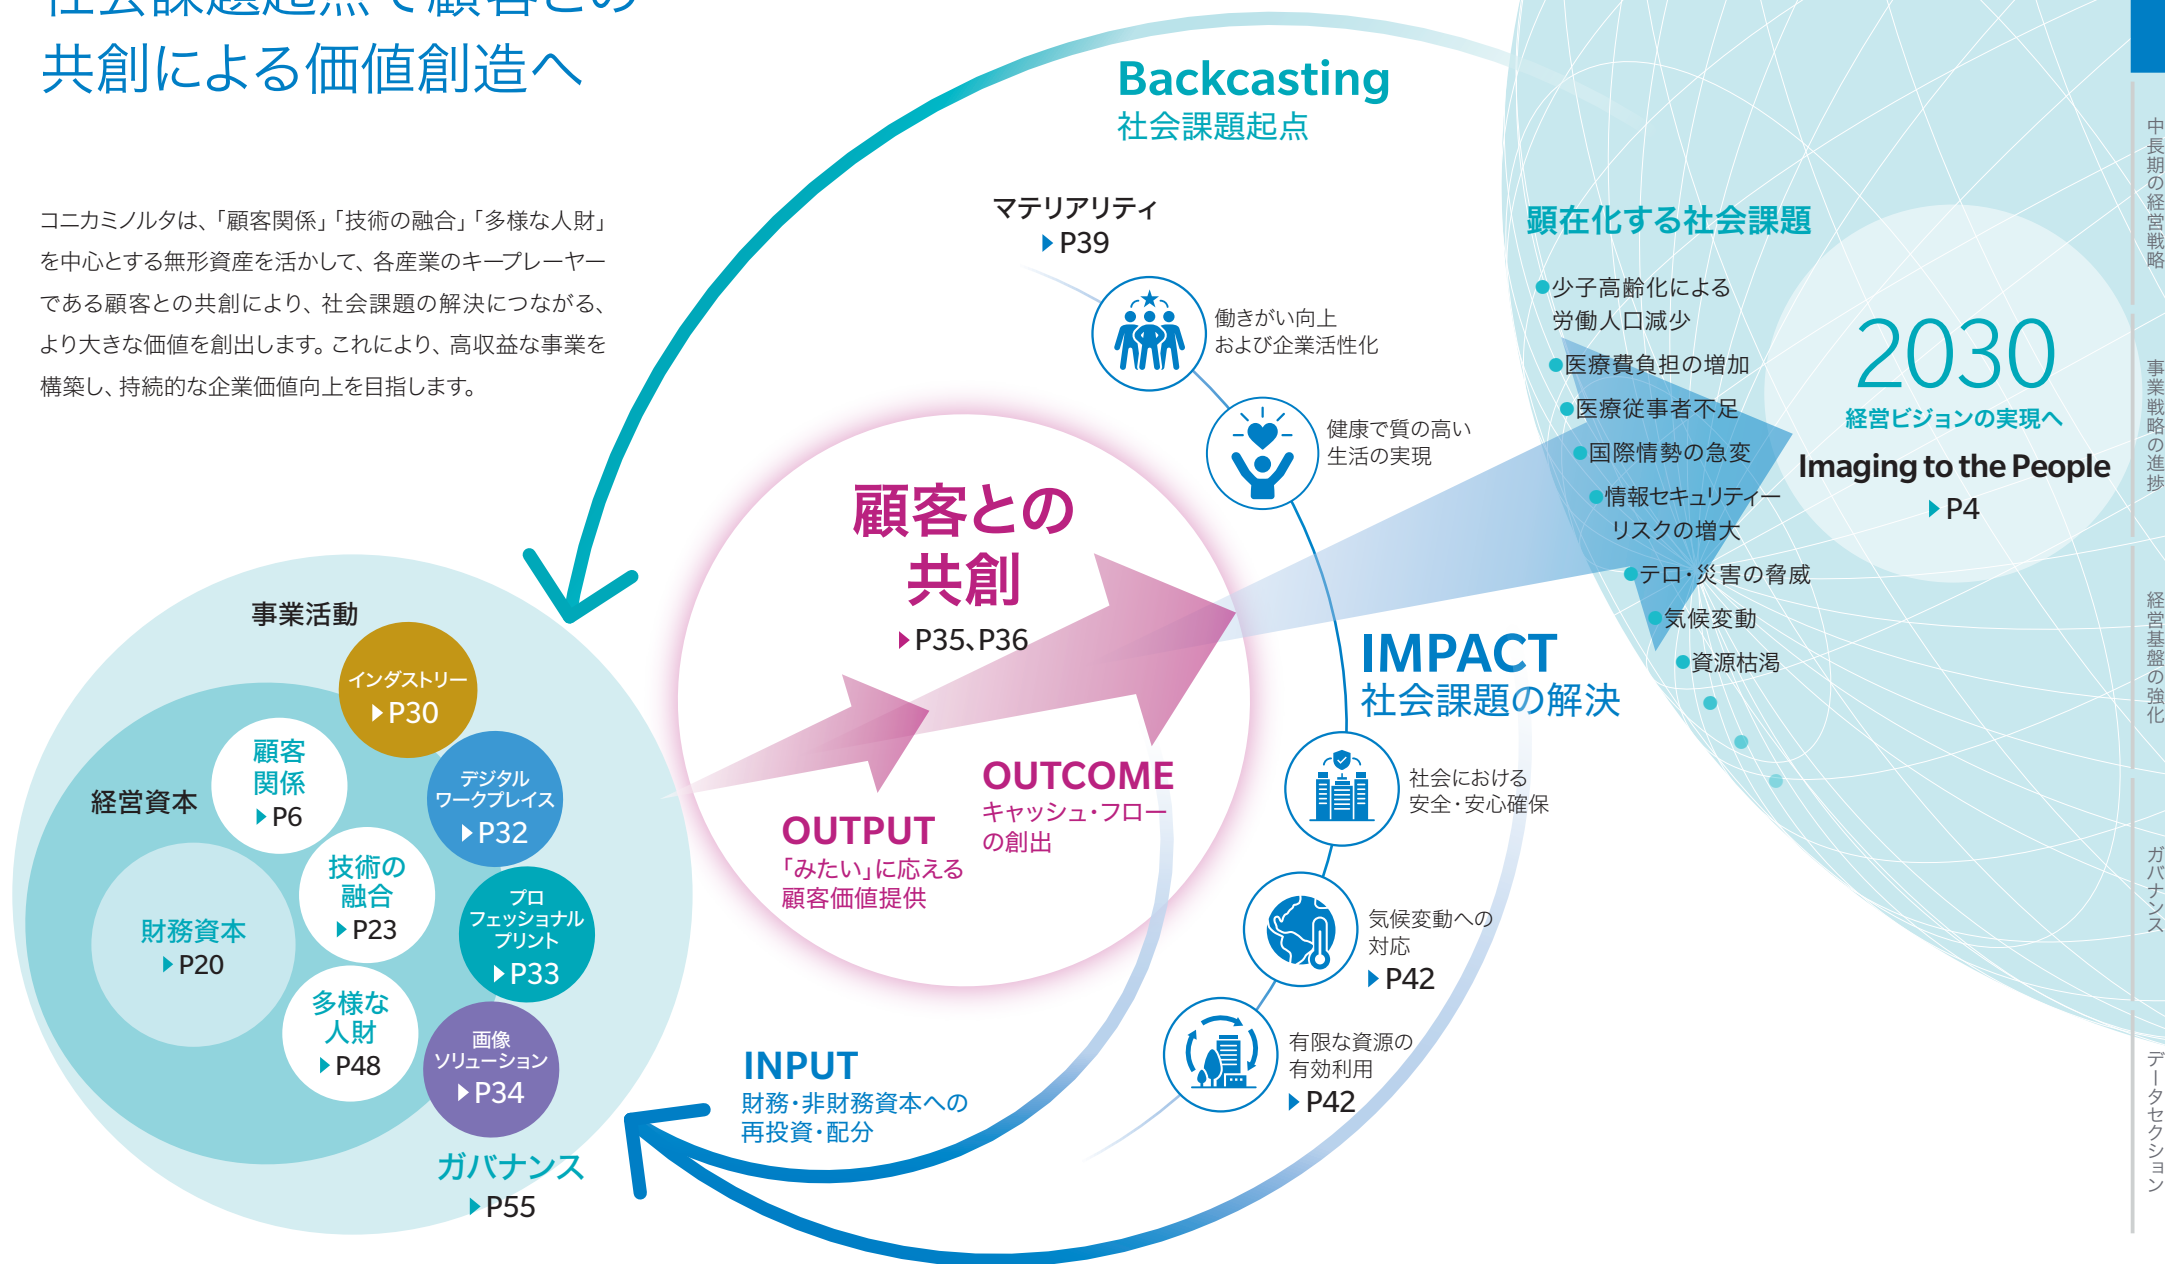 社会課題起点で顧客との
共創による価値創造へ
コニカミノルタは、「顧客関係」「技術の融合」「多様な人財」
を中心とする無形資産を活かして、各産業のキープレーヤー
である顧客との共創により、社会課題の解決につながる、
より大きな価値を創出します。これにより、高収益な事業を
構築し、持続的な企業価値向上を目指します。
Backcasting
社会課題起点
マテリアリティ
P39
働きがい向上
および企業活性化
健康で質の高い
生活の実現
顕在化する社会課題
少子高齢化による
労働人口減少
医療費負担の増加
医療従事者不足
国際情勢の急変
情報セキュリティー
リスクの増大
テロ・災害の脅威
気候変動
資源枯渇
2030
経営ビジョンの実現へ
Imaging to the People
P4
顧客との
共創
P35、P36
IMPACT
社会課題の解決
OUTCOME
キャッシュ・フロー
の創出
OUTPUT
「みたい」に応える
顧客価値提供
社会における
安全・安心確保
気候変動への
対応
P42
有限な資源の
有効利用
P42
INPUT
財務・非財務資本への
再投資・配分
事業活動
インダストリー
P30
デジタル
ワークプレイス
P32
プロ
フェッショナル
プリント
P33
画像
ソリューション
P34
経営資本
顧客
関係
P6
技術の
融合
P23
多様な
人財
P48
財務資本
P20
ガバナンス
P55
中長期の経営戦略
事業戦略の進捗
経営基盤の強化
ガバナンス
データセクション